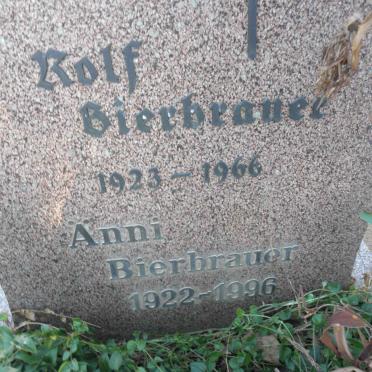 Rolf
Bierbrauer
1923 – 1966
Änni
Bierbrauer
1922-1996